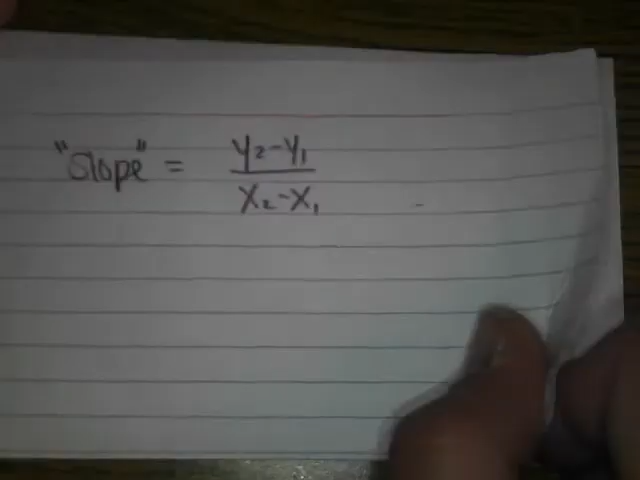 "Slope" = y₂-y₁ / x₂-x₁